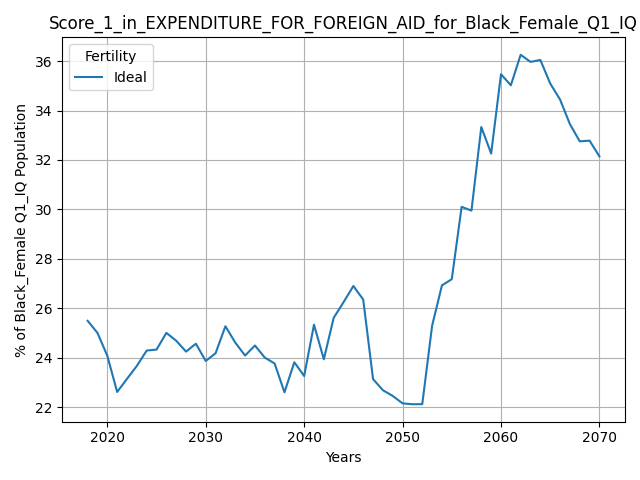 Score_1_in_EXPENDITURE_FOR_FOREIGN_AID_for_Black_Female_Q1_IQ
Fertility
Ideal
% of Black_Female Q1_IQ Population
36
34
32
30
28
26
24
22
2020 2030 2040 2050 2060 2070
Years